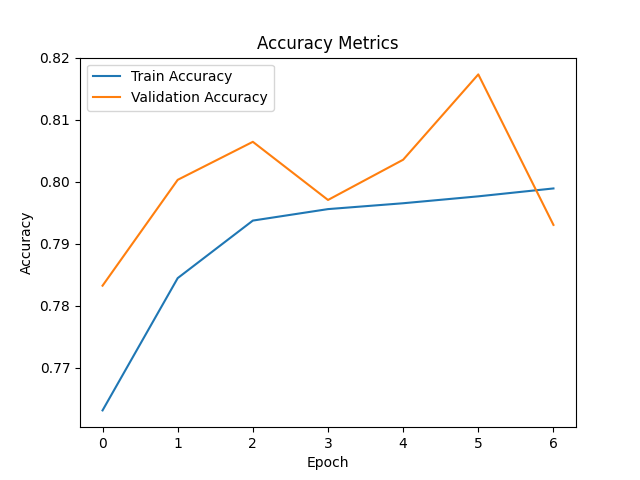 Accuracy Metrics
0.82
Train Accuracy
Validation Accuracy
0.81
0.80
0.79
0.78
0.77
Accuracy
0 1 2 3 4 5 6
Epoch